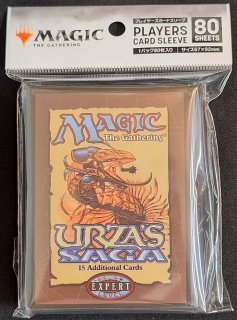 MAGIC
THE GATHERING
プレイヤーズカードスリーブ
PLAYERS
CARD SLEEVE
1パック80枚入り
サイズ67×92mm
80
SHEETS
MAGIC
The Gathering
URZA'S
SAGA
15 Additional Cards
EXPERT
LEVEL